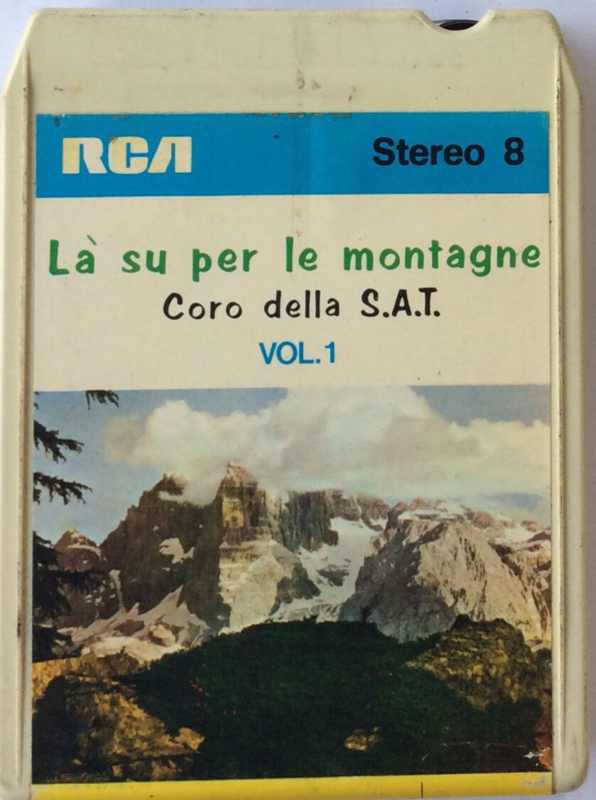 RCA
Stereo 8
Là su per le montagne
Coro della S.A.T.
VOL.1